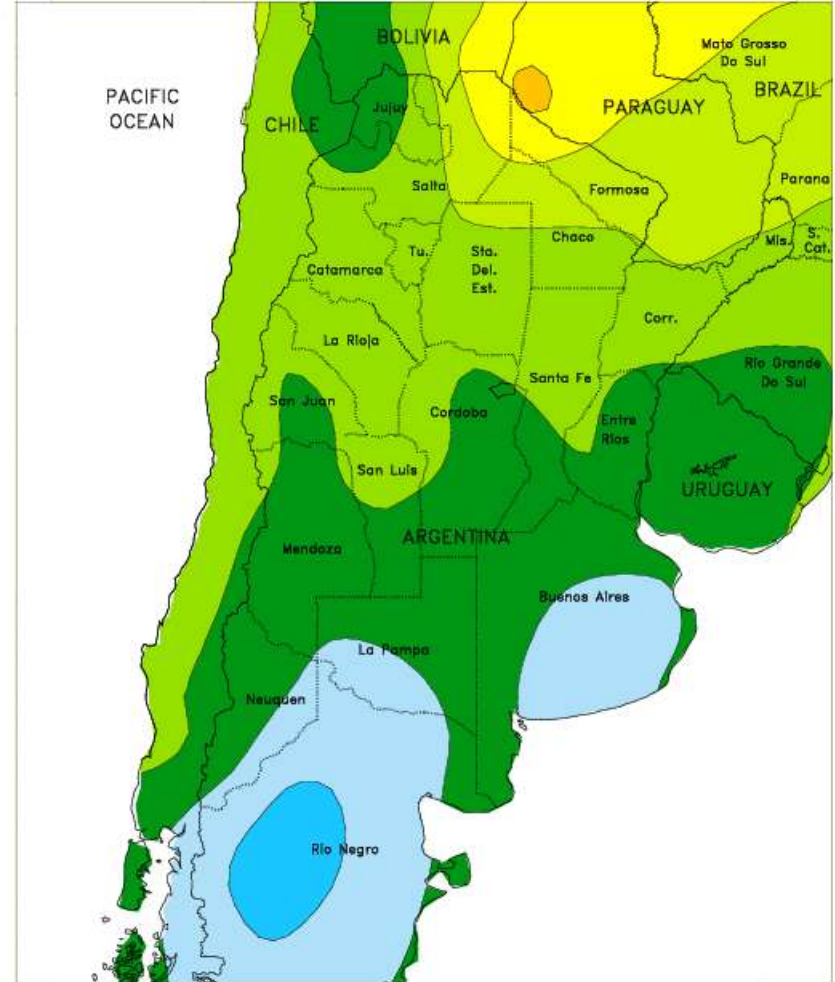 BOLIVIA
Mato Grosso
Do Sul
PACIFIC
OCEAN
BRAZIL
Jujuy
PARAGUAY
CHILE
Salta
Formosa
Parana
Chaco
Mis.
S.
Cat.
Tu.
Sta.
Del.
Est.
Catamarca
Corr.
La Rioja
Rio Grande
Do Sul
Santa Fe
San Juan
Cordoba
Entre
Rios
San Luis
URUGUAY
ARGENTINA
Mendoza
Buenos Aires
La Pampa
Neuquen
Rio Negro